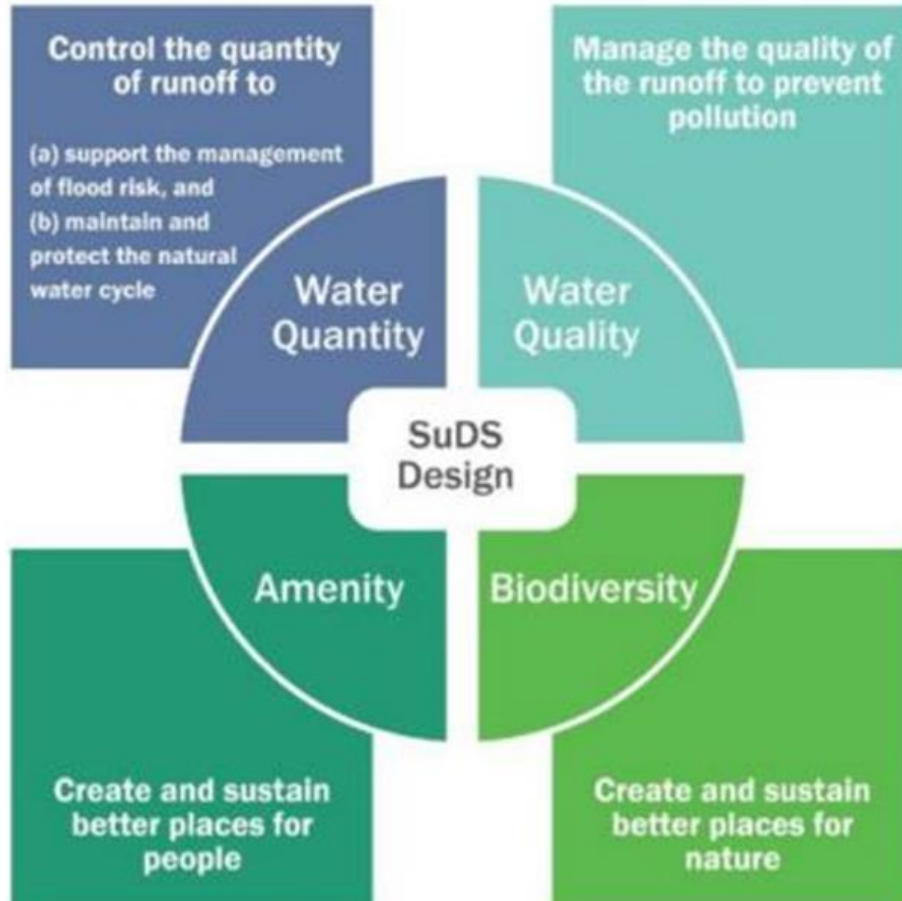 Control the quantity
of runoff to
(a) support the management
of flood risk, and
(b) maintain and
protect the natural
water cycle
Manage the quality of
the runoff to prevent
pollution
Water
Quantity
Water
Quality
SuDS
Design
Amenity
Biodiversity
Create and sustain
better places for
people
Create and sustain
better places for
nature